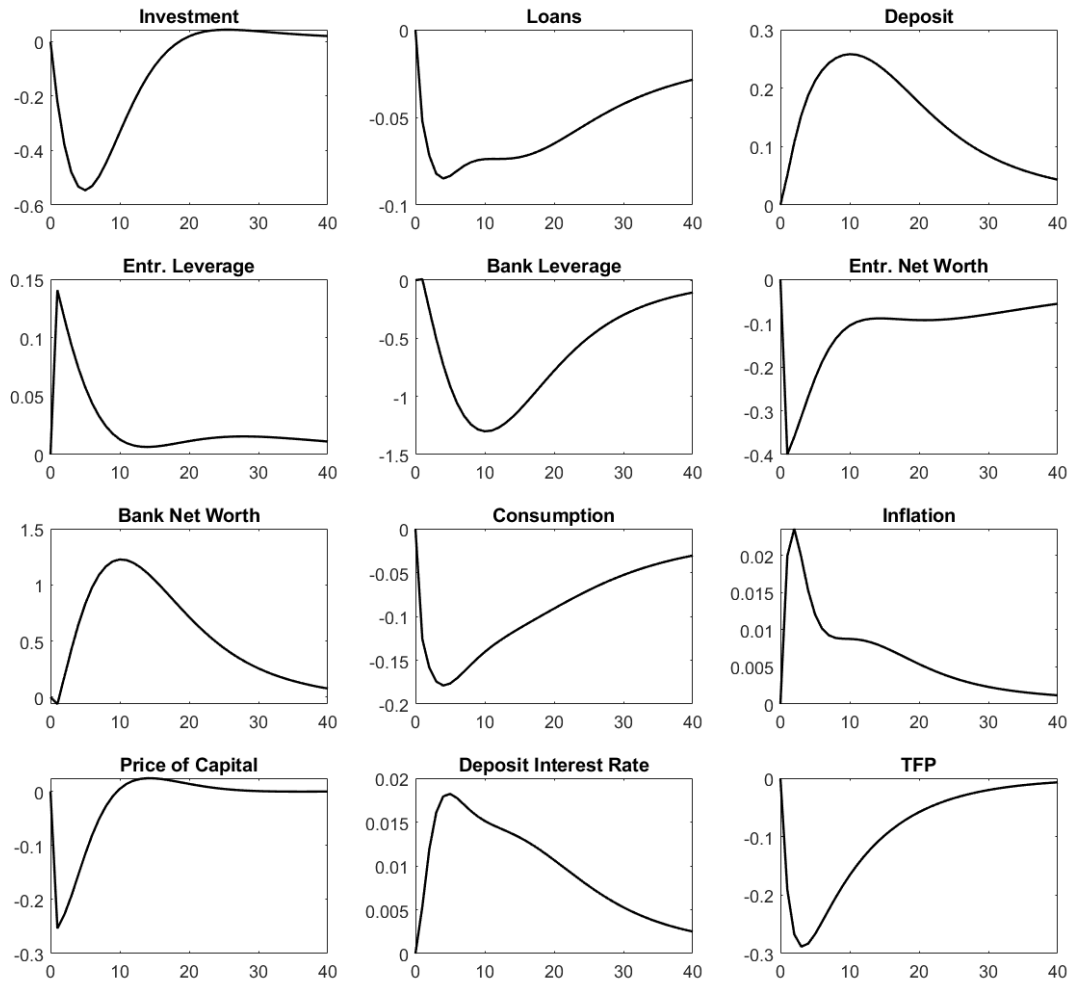 Investment
Loans
Deposit
0
-0.2
-0.4
-0.6
0 10 20 30 40
0
-0.05
-0.1
0 10 20 30 40
0.3
0.2
0.1
0
0 10 20 30 40
Entr. Leverage
Bank Leverage
Entr. Net Worth
0.15
0.1
0.05
0
0 10 20 30 40
0
-0.5
-1
-1.5
0 10 20 30 40
0
-0.1
-0.2
-0.3
-0.4
0 10 20 30 40
Bank Net Worth
Consumption
Inflation
1.5
1
0.5
0
0 10 20 30 40
0
-0.05
-0.1
-0.15
-0.2
0 10 20 30 40
0.02
0.015
0.01
0.005
0
0 10 20 30 40
Price of Capital
Deposit Interest Rate
TFP
0
-0.1
-0.2
-0.3
0 10 20 30 40
0.02
0.015
0.01
0.005
0
0 10 20 30 40
0
-0.1
-0.2
-0.3
0 10 20 30 40